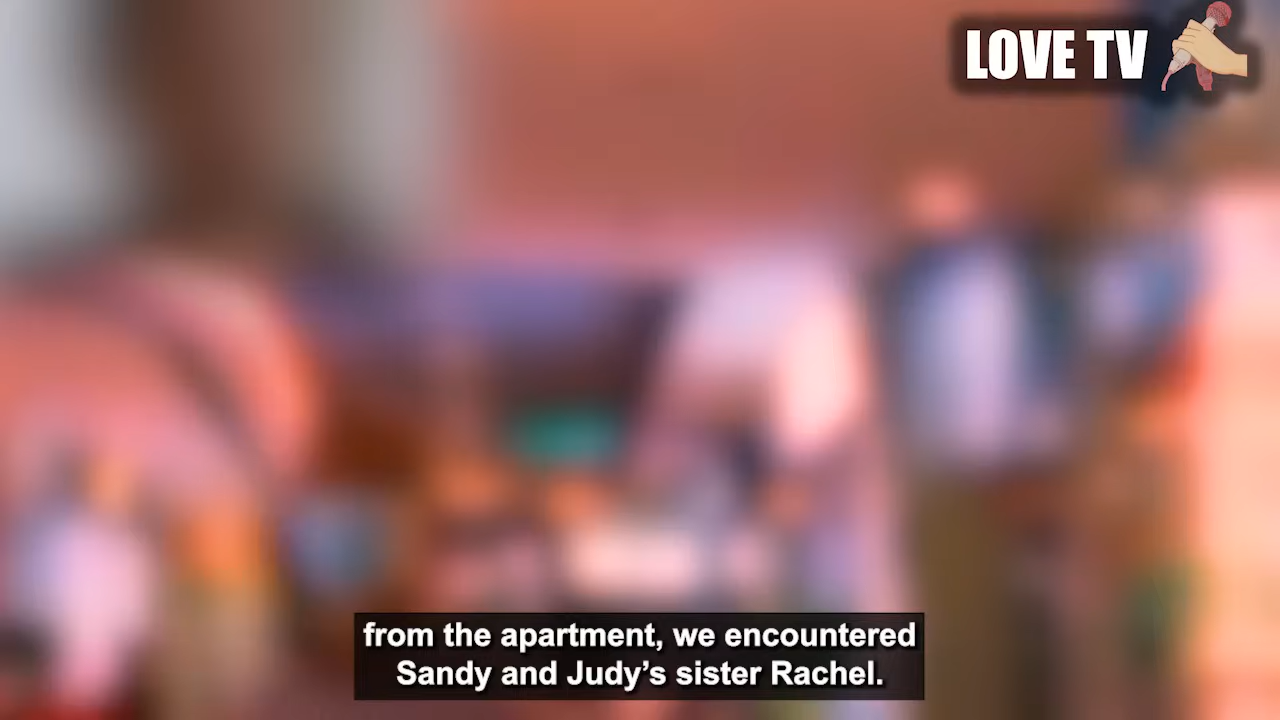 LOVE TV
from the apartment, we encountered
Sandy and Judy’s sister Rachel.